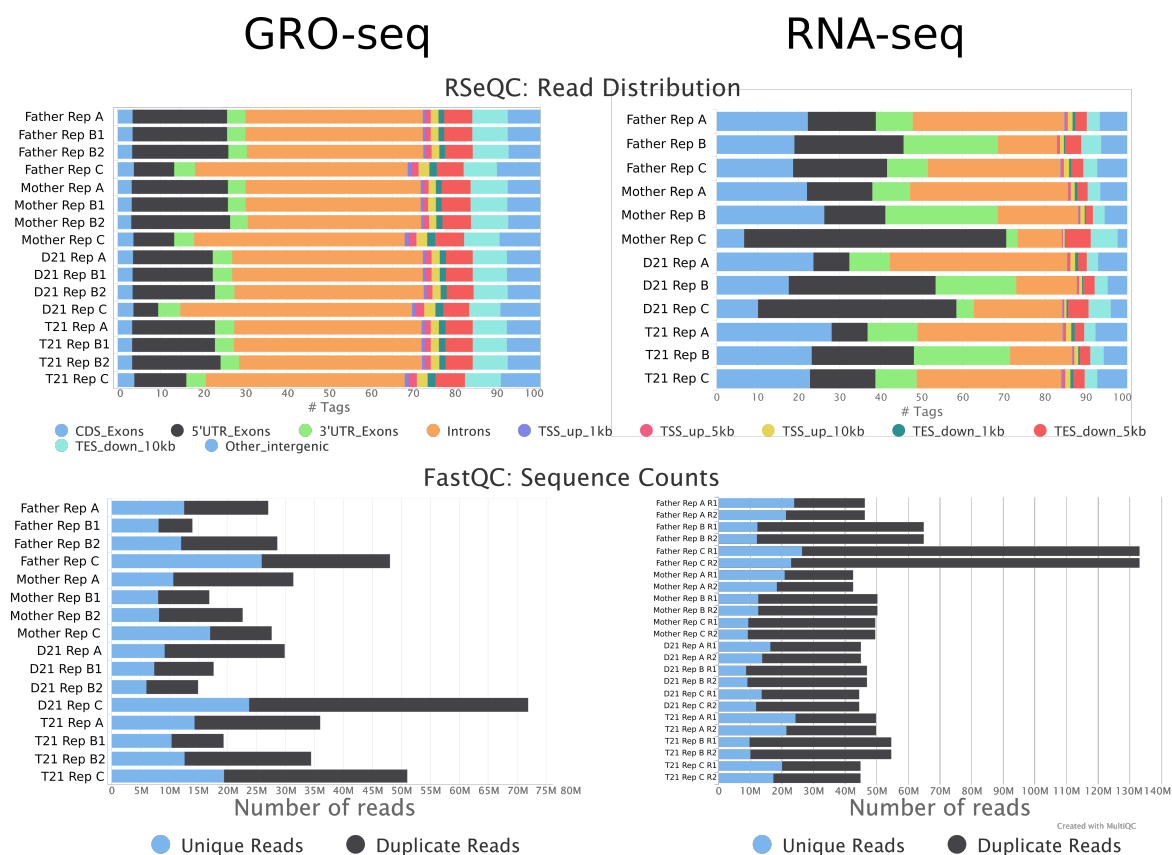 GRO-seq
RNA-seq
RSeQC: Read Distribution
Father Rep A
Father Rep B1
Father Rep B2
Father Rep C
Mother Rep A
Mother Rep B1
Mother Rep B2
Mother Rep C
D21 Rep A
D21 Rep B1
D21 Rep B2
D21 Rep C
T21 Rep A
T21 Rep B1
T21 Rep B2
T21 Rep C
0 10 20 30 40 50 60 70 80 90 100
# Tags
Father Rep A
Father Rep B
Father Rep C
Mother Rep A
Mother Rep B
Mother Rep C
D21 Rep A
D21 Rep B
D21 Rep C
T21 Rep A
T21 Rep B
T21 Rep C
0 10 20 30 40 50 60 70 80 90 100
# Tags
CDS_Exons 5'UTR_Exons 3'UTR_Exons Introns TSS_up_1kb TSS_up_5kb TSS_up_10kb TES_down_1kb TES_down_5kb
TES_down_10kb Other_intergenic
FastQC: Sequence Counts
Father Rep A
Father Rep B1
Father Rep B2
Father Rep C
Mother Rep A
Mother Rep B1
Mother Rep B2
Mother Rep C
D21 Rep A
D21 Rep B1
D21 Rep B2
D21 Rep C
T21 Rep A
T21 Rep B1
T21 Rep B2
T21 Rep C
0 5M 10M 15M 20M 25M 30M 35M 40M 45M 50M 55M 60M 65M 70M 75M 80M
Number of reads
Unique Reads Duplicate Reads
Father Rep A R1
Father Rep A R2
Father Rep B R1
Father Rep B R2
Father Rep C R1
Father Rep C R2
Mother Rep A R1
Mother Rep A R2
Mother Rep B R1
Mother Rep B R2
Mother Rep C R1
Mother Rep C R2
D21 Rep A R1
D21 Rep A R2
D21 Rep B R1
D21 Rep B R2
D21 Rep C R1
D21 Rep C R2
T21 Rep A R1
T21 Rep A R2
T21 Rep B R1
T21 Rep B R2
T21 Rep C R1
T21 Rep C R2
0 10M 20M 30M 40M 50M 60M 70M 80M 90M 100M 110M 120M 130M 140M
Number of reads
Created with MultiQC
Unique Reads Duplicate Reads